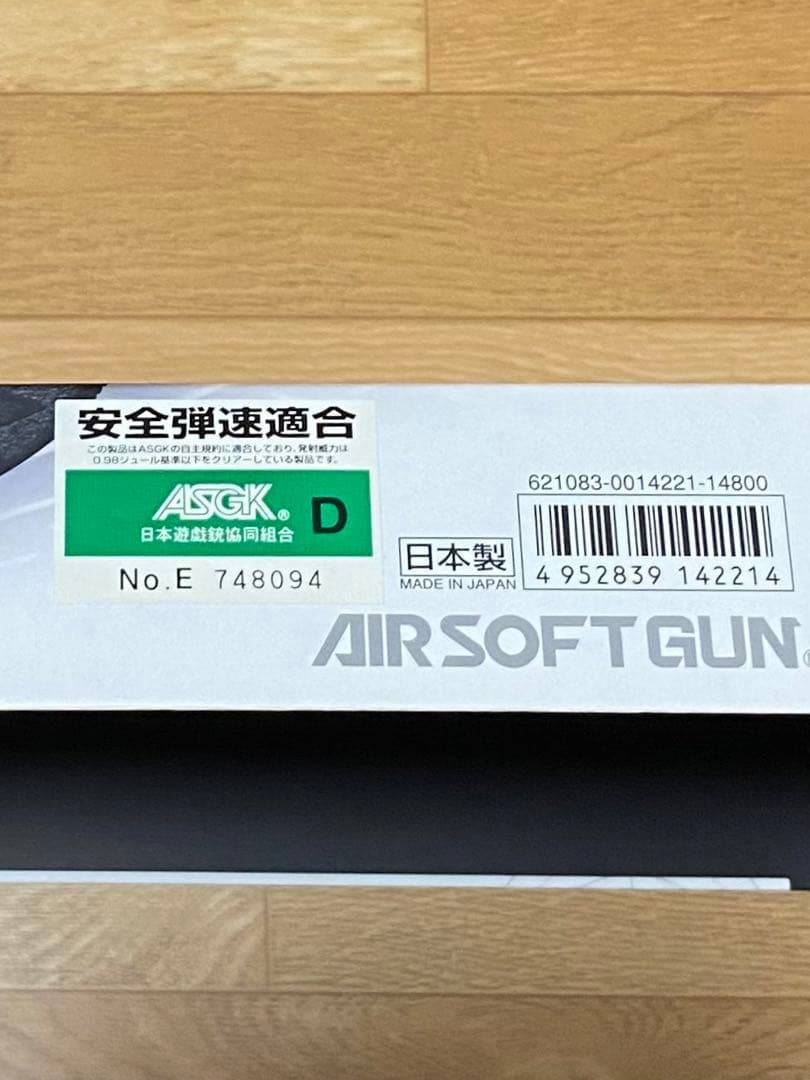 安全弾速適合
この製品はASGKの自主規約に適合しており、発射威力は
0.98ジュール基準以下をクリアーしている製品です。
ASGK® D
日本遊戯銃協同組合
No.E 748094
621083-0014221-14800
日本製
MADE IN JAPAN
4 952839 142214
AIRSOFT GUN®